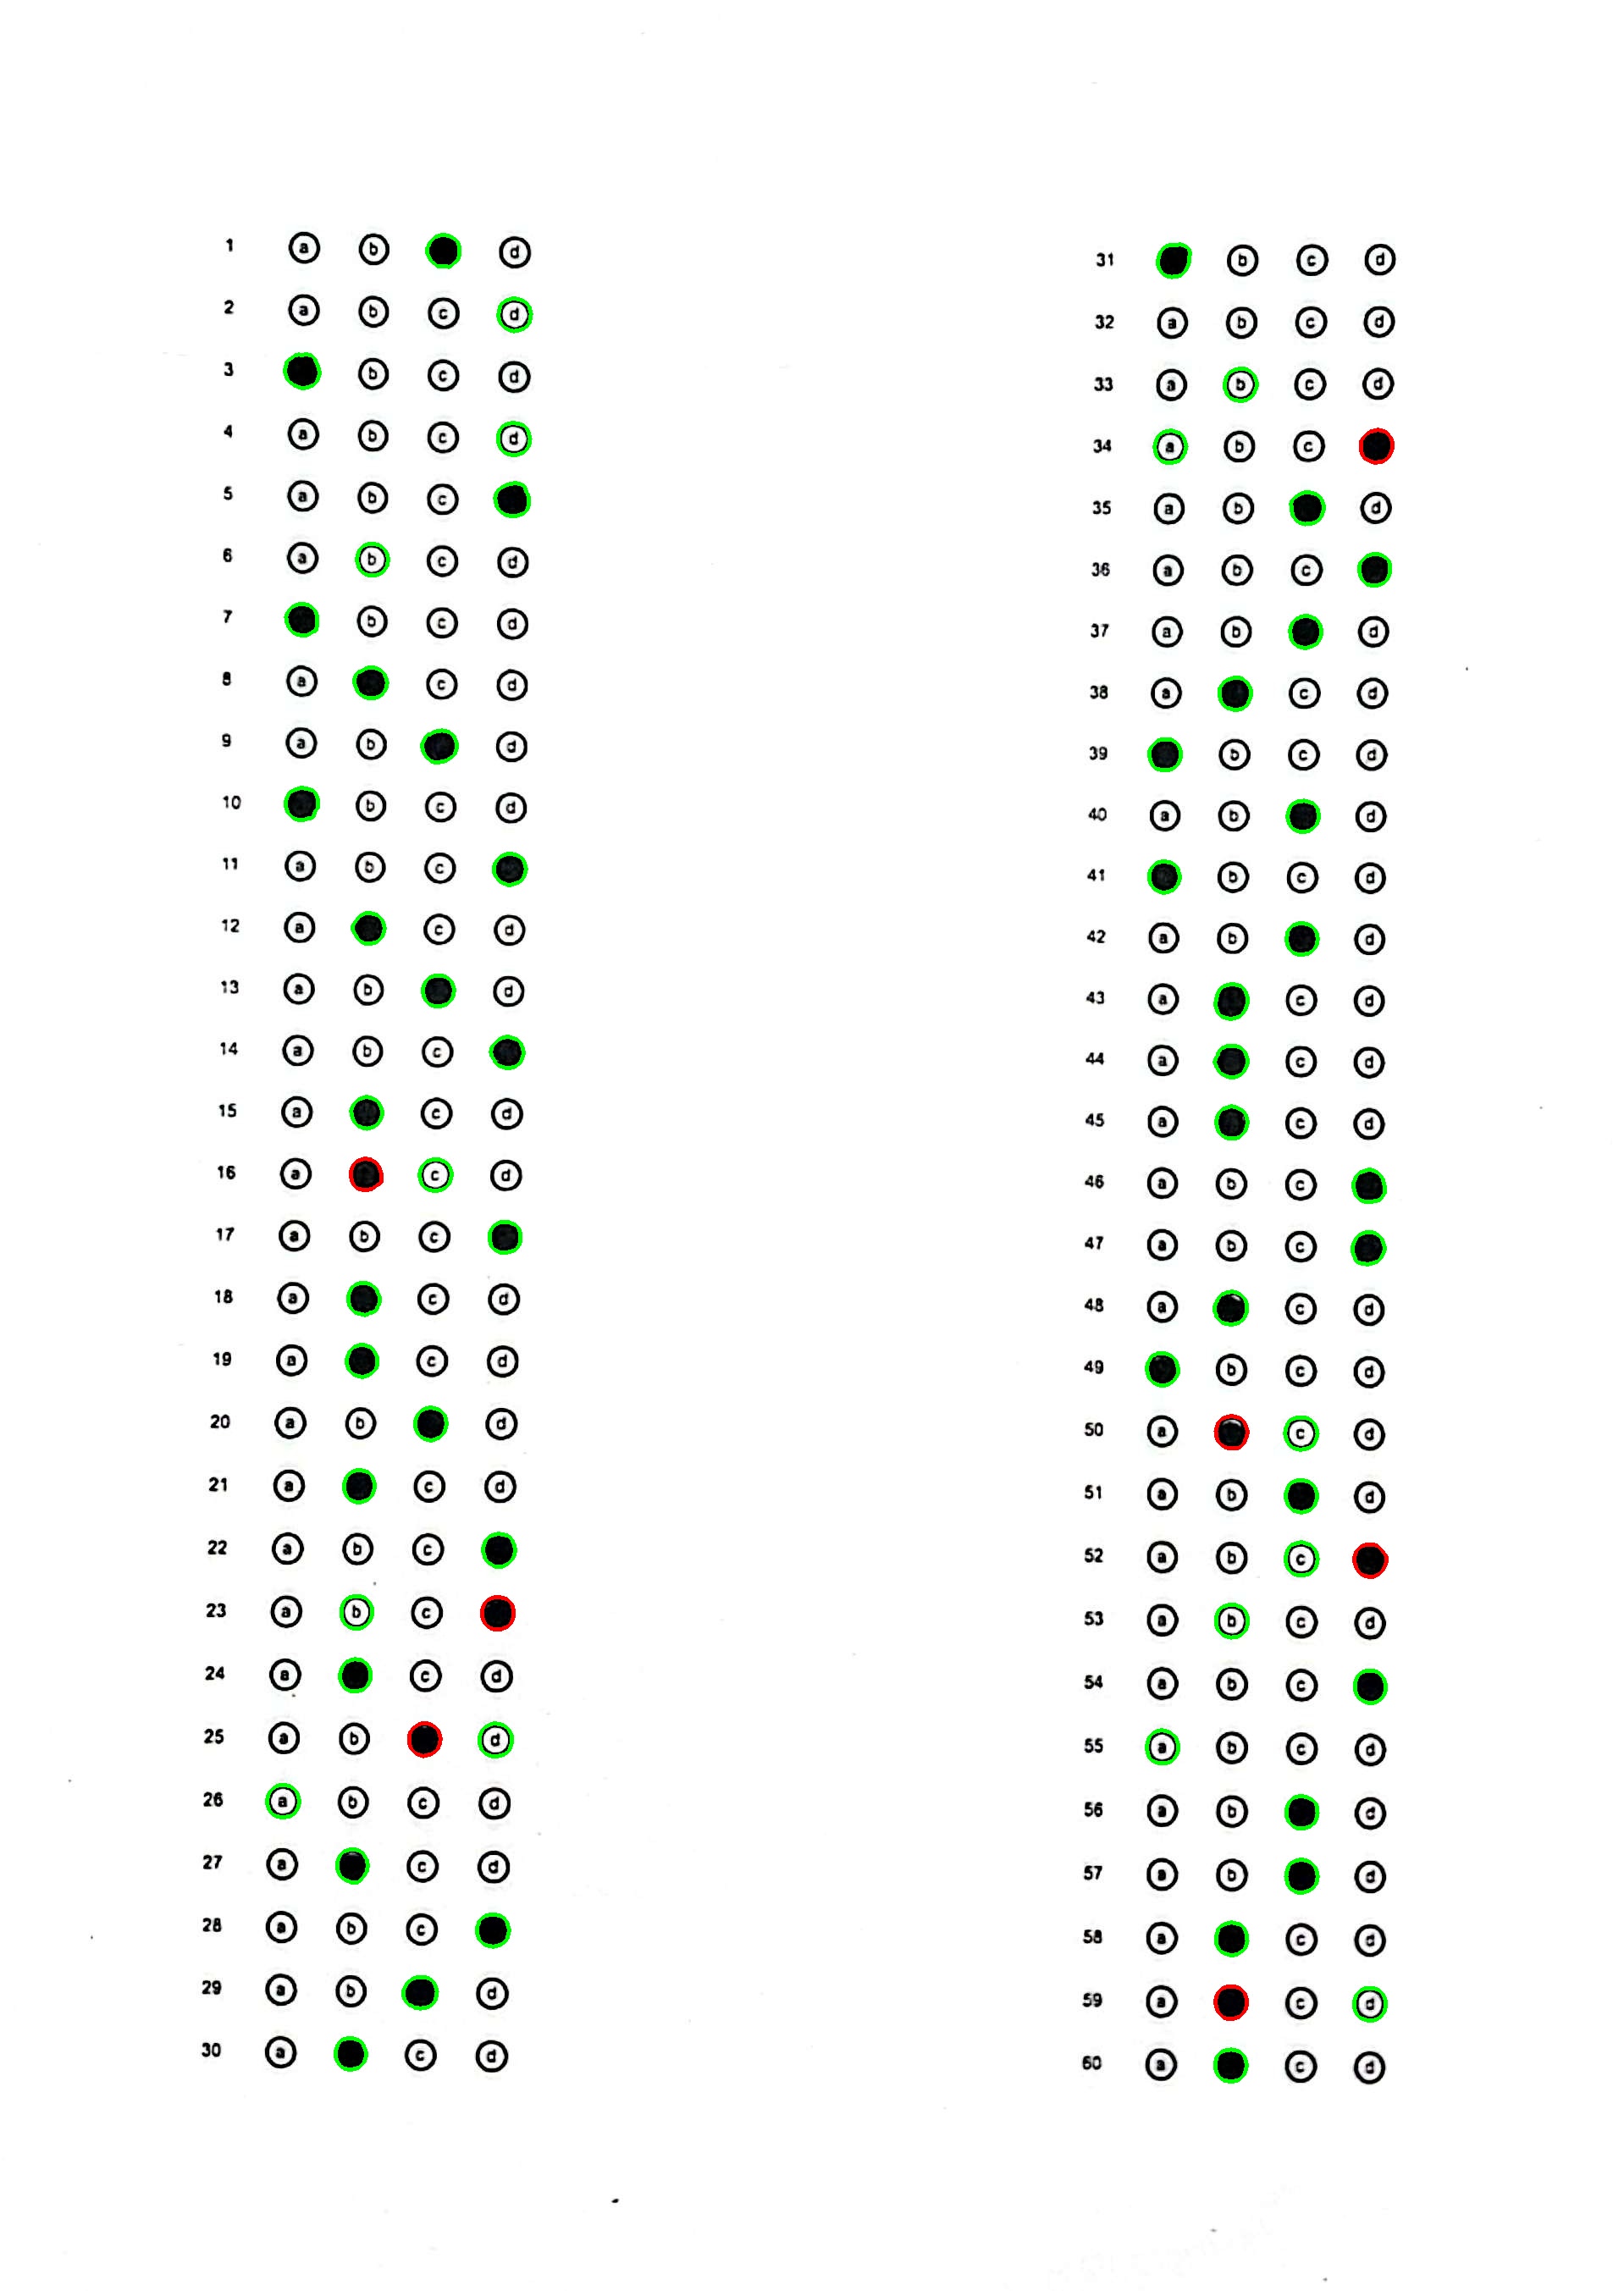 1 a b d
2 a b c d
3 b c d
4 a b c d
5 a b c
6 a b c d
7 b c d
8 a c d
9 a b d
10 b c d
11 a b c
12 a c d
13 a b d
14 a b c
15 a c d
16 a c d
17 a b c
18 a c d
19 a c d
20 a b d
21 a c d
22 a b c
23 a b c
24 a c d
25 a b d
26 a b c d
27 a c d
28 a b c
29 a b d
30 a c d
31 b c d
32 a b c d
33 a b c d
34 a b c
35 a b d
36 a b c
37 a b d
38 a c d
39 b c d
40 a b d
41 b c d
42 a b d
43 a c d
44 a c d
45 a c d
46 a b c
47 a b c
48 a c d
49 b c d
50 a c d
51 a b d
52 a b c
53 a b c d
54 a b c
55 a b c d
56 a b d
57 a b d
58 a c d
59 a c d
60 a c d